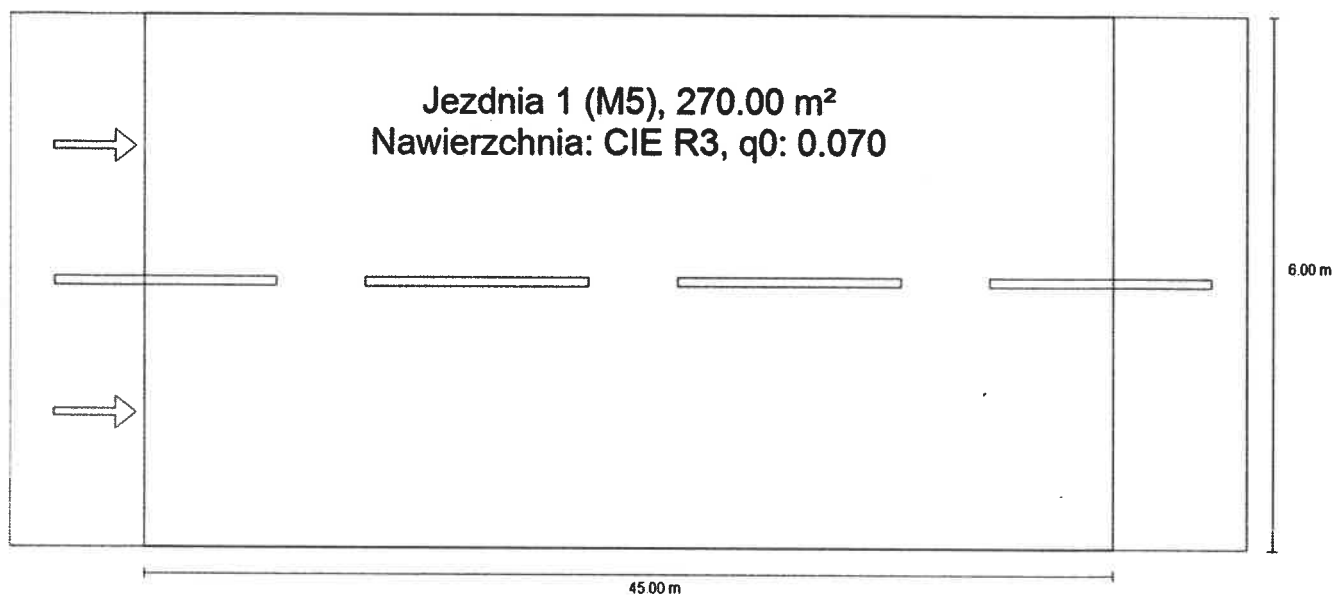 Jezdnia 1 (M5), 270.00 m²
Nawierzchnia: CIE R3, q0: 0.070
6.00 m
45.00 m